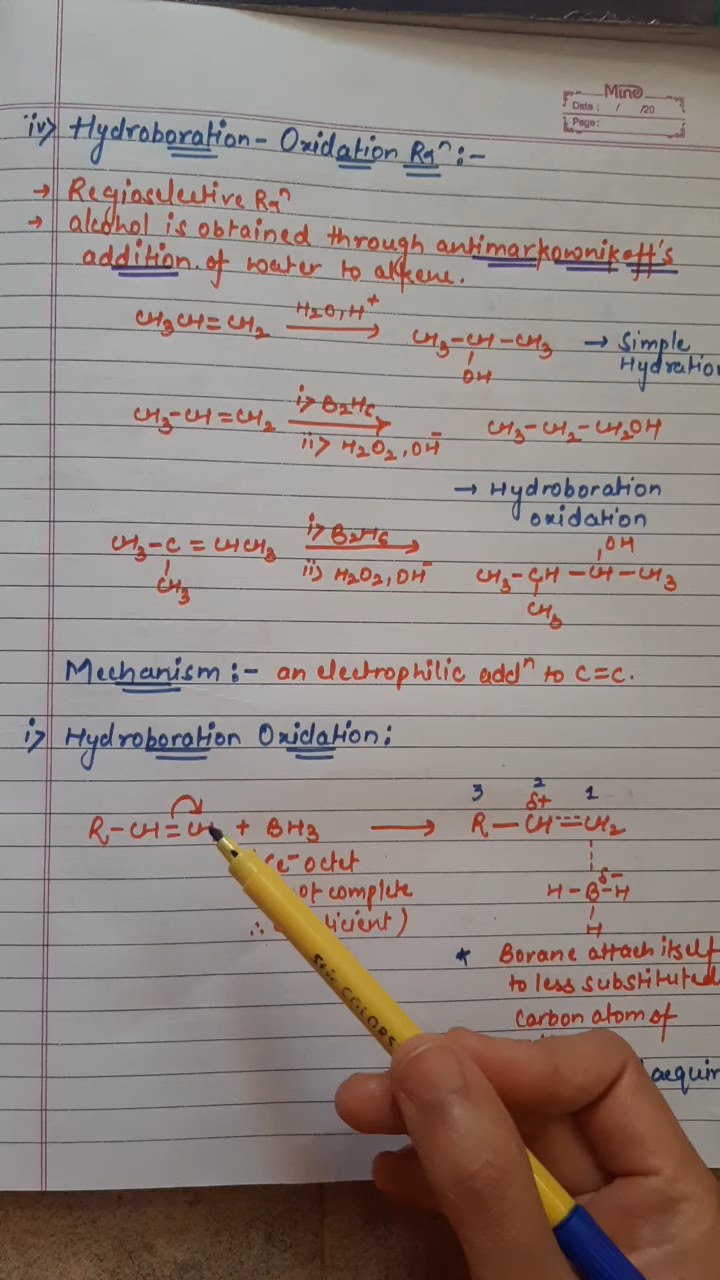 Mine
Date : / /20
Page:
iv> Hydroboration - Oxidation Rxⁿ :-
→ Regioselective Rxⁿ
→ alcohol is obtained through antimarkownikoff's
addition of water to alkene.
CH3CH=CH2 H2O, H⁺ → CH3-CH-CH3 → Simple
OH Hydration
CH3-CH=CH2 i> B2H6 → CH3-CH2-CH2OH
ii> H2O2, OH⁻
→ Hydroboration
oxidation
CH3-C=CHCH3 i> B2H6 → CH3-CH-CH-CH3
CH3 ii> H2O2, OH⁻ CH3 OH
Mechanism :- an electrophilic addⁿ to C=C.
i> Hydroboration Oxidation :
3 2 1
δ+
R-CH=CH + BH3 → R-CH=CH2
octet
complete
H-B-H δ-
H
* Borane attach itself
to less substituted
carbon atom of